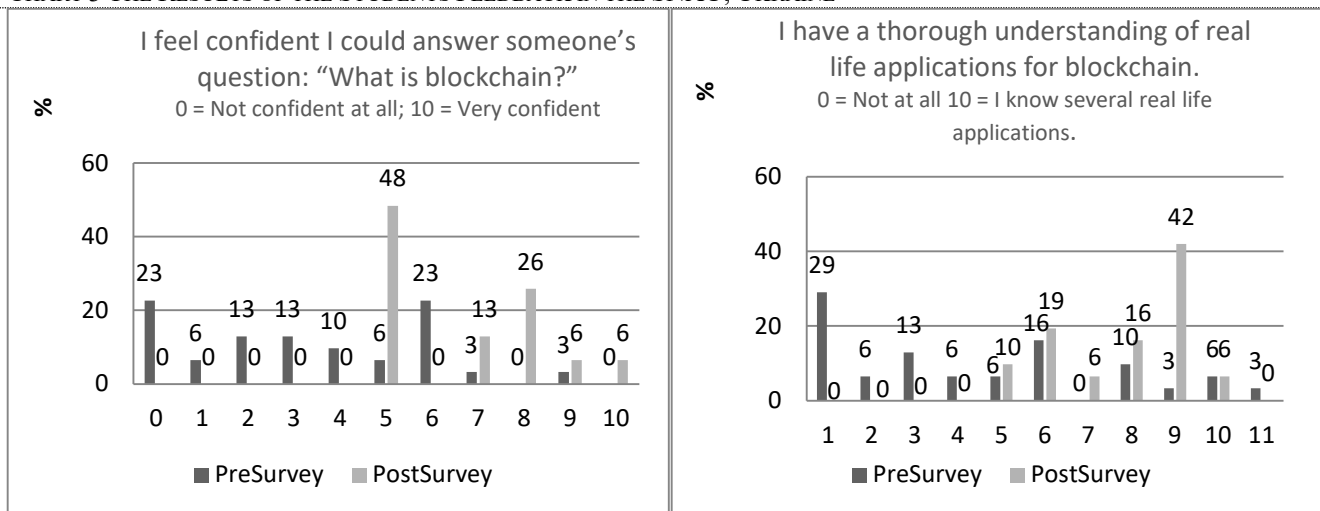 I feel confident I could answer someone's
question: "What is blockchain?"
0 = Not confident at all; 10 = Very confident
%
60
40
20
0
23 6 13 13 10 6 23 3 0 3 0
0 0 0 0 0 48 0 13 26 6 6
0 1 2 3 4 5 6 7 8 9 10
PreSurvey PostSurvey
I have a thorough understanding of real
life applications for blockchain.
0 = Not at all 10 = I know several real life
applications.
%
60
40
20
0
29 6 13 6 6 16 0 10 3 6 3
0 0 0 0 10 19 6 16 42 6 0
1 2 3 4 5 6 7 8 9 10 11
PreSurvey PostSurvey